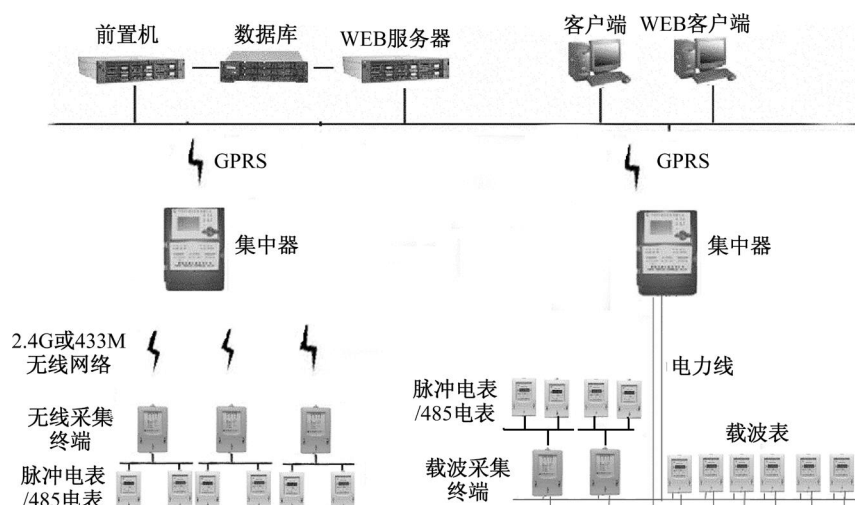 前置机
数据库
WEB服务器
客户端
WEB客户端
GPRS
GPRS
集中器
集中器
2.4G或433M
无线网络
电力线
脉冲电表
/485电表
无线采集
终端
载波表
载波采集
终端
脉冲电表
/485电表